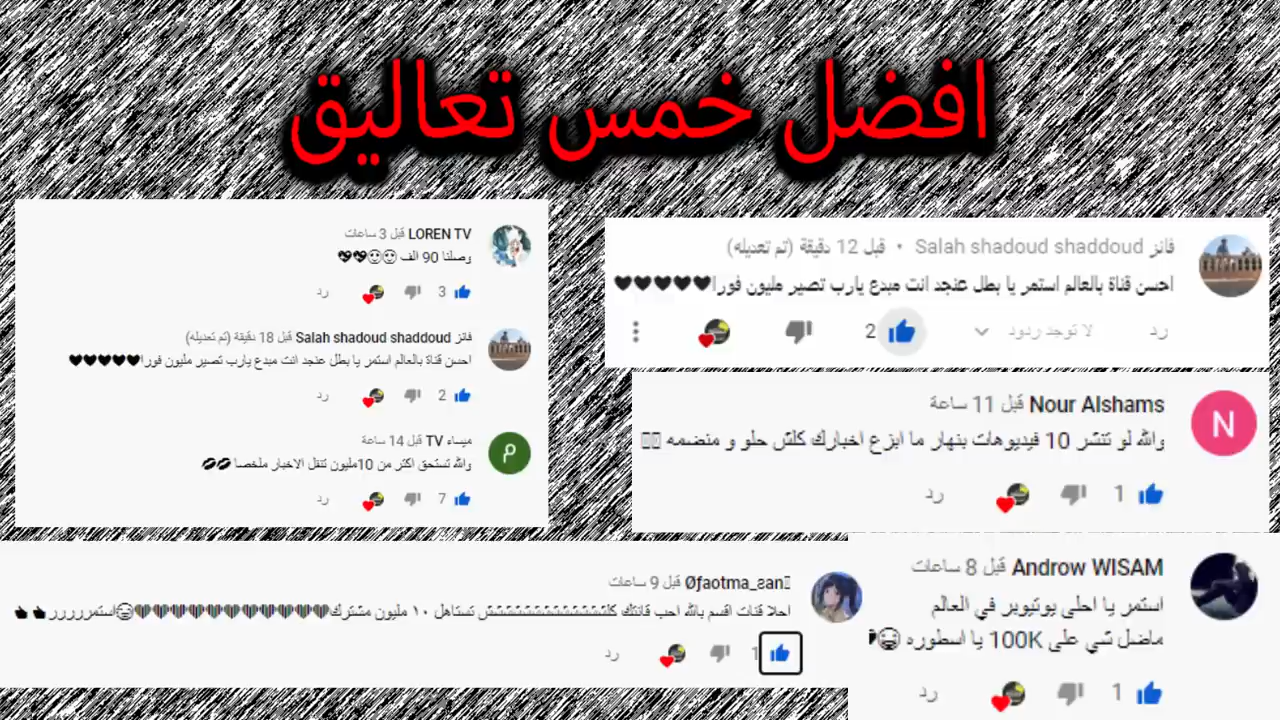 افضل خمس تعاليق
LOREN TV قبل 3 ساعات
وصلنا 90 الف 🙂🙂💖💖
3
رد
فائز Salah shadoud shaddoud قبل 18 دقيقة (تم تعديله)
احسن قناة بالعالم استمر يا بطل عنجد انت مبدع يارب تصير مليون فورا🖤🖤🖤🖤🖤
2
رد
ميساء TV قبل 14 ساعة
والله تستحق اكثر من 10مليون تنقل الاخبار ملخصا 💋💋
7
رد
فائز Salah shadoud shaddoud • قبل 12 دقيقة (تم تعديله)
احسن قناة بالعالم استمر يا بطل عنجد انت مبدع يارب تصير مليون فورا🖤🖤🖤🖤🖤
2
لا توجد ردود
رد
N
Nour Alshams قبل 11 ساعة
والله لو تنشر 10 فيديوهات بنهار ما ايزع اخبارك كلش حلو و منضمه
1
رد
Øfaotma_ƨan قبل 9 ساعات
احلا قنات اقسم بالله احب قانتك كلتشتشتشتشتشتشتشتش تستاهل ١٠ مليون مشترك
استمررررر
1
رد
Androw WISAM قبل 8 ساعات
استمر يا احلى يوتيوبر في العالم
ماضل شي على 100K يا اسطوره
1
رد